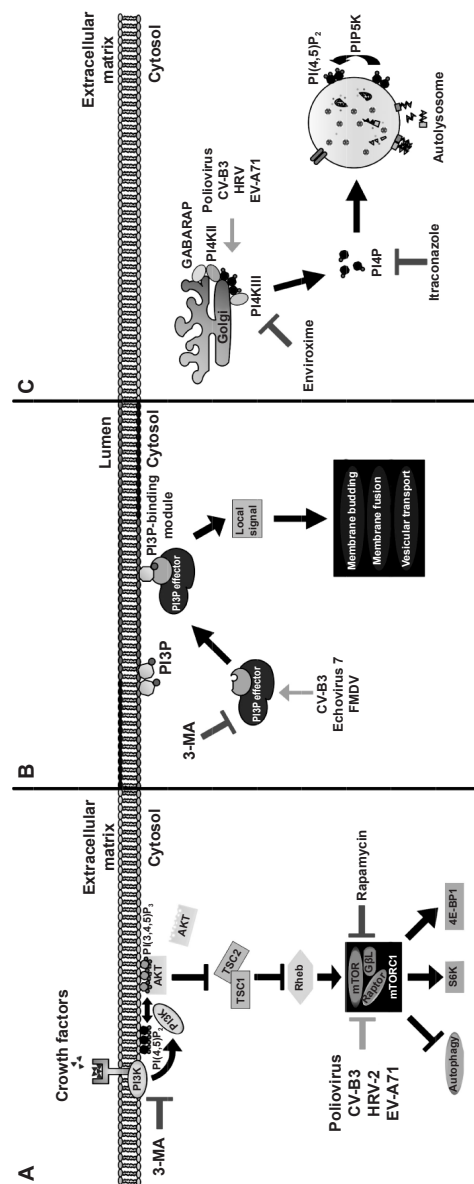 A
Growth factors
Extracellular
matrix
Cytosol
PI3K
PI(4,5)P2
PI(3,4,5)P3
PI3K
AKT
AKT
3-MA
TSC2
TSC1
Rheb
Poliovirus
CV-B3
HRV-2
EV-A71
mTOR
GβL
Raptor
mTORC1
Rapamycin
Autophagy
S6K
4E-BP1
B
Lumen
Cytosol
PI3P
PI3P-binding
module
PI3P effector
3-MA
PI3P effector
CV-B3
Echovirus 7
FMDV
Local
signal
Membrane budding
Membrane fusion
Vesicular transport
C
Extracellular
matrix
Cytosol
GABARAP
PI4KII
Poliovirus
CV-B3
HRV
EV-A71
Golgi
PI4KIII
Enviroxime
PI4P
Itraconazole
PI(4,5)P2
PIP5K
Autolysosome